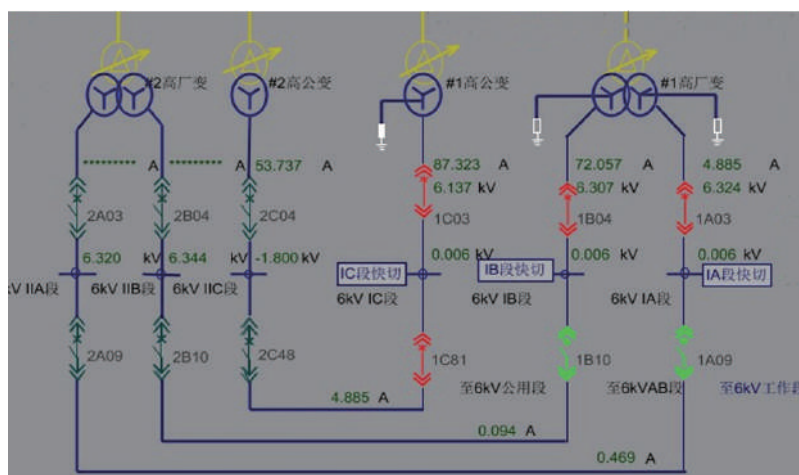 #2高厂变
#2高公变
#1高公变
#1高厂变
******** A ******** A 53.737 A
87.323 A
72.057 A
4.885 A
6.137 kV
6.307 kV
6.324 kV
2A03
2B04
2C04
1C03
1B04
1A03
6.320 kV 6.344 kV -1.800 kV
0.006 kV
0.006 kV
0.006 kV
IC段快切
IB段快切
IA段快切
kV IIA段
6kV IIB段
6kV IIC段
6kV IC段
6kV IB段
6kV IA段
2A09
2B10
2C48
1C81
1B10
1A09
至6kV公用段
至6kVAB段
至6kV工作段
4.885 A
0.094 A
0.469 A